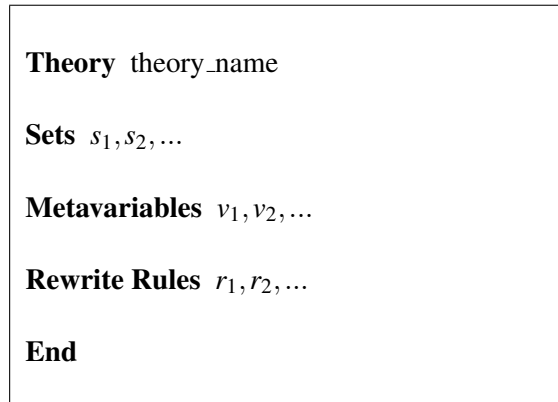 Theory theory_name
Sets s₁,s₂,...
Metavariables v₁,v₂,...
Rewrite Rules r₁,r₂,...
End